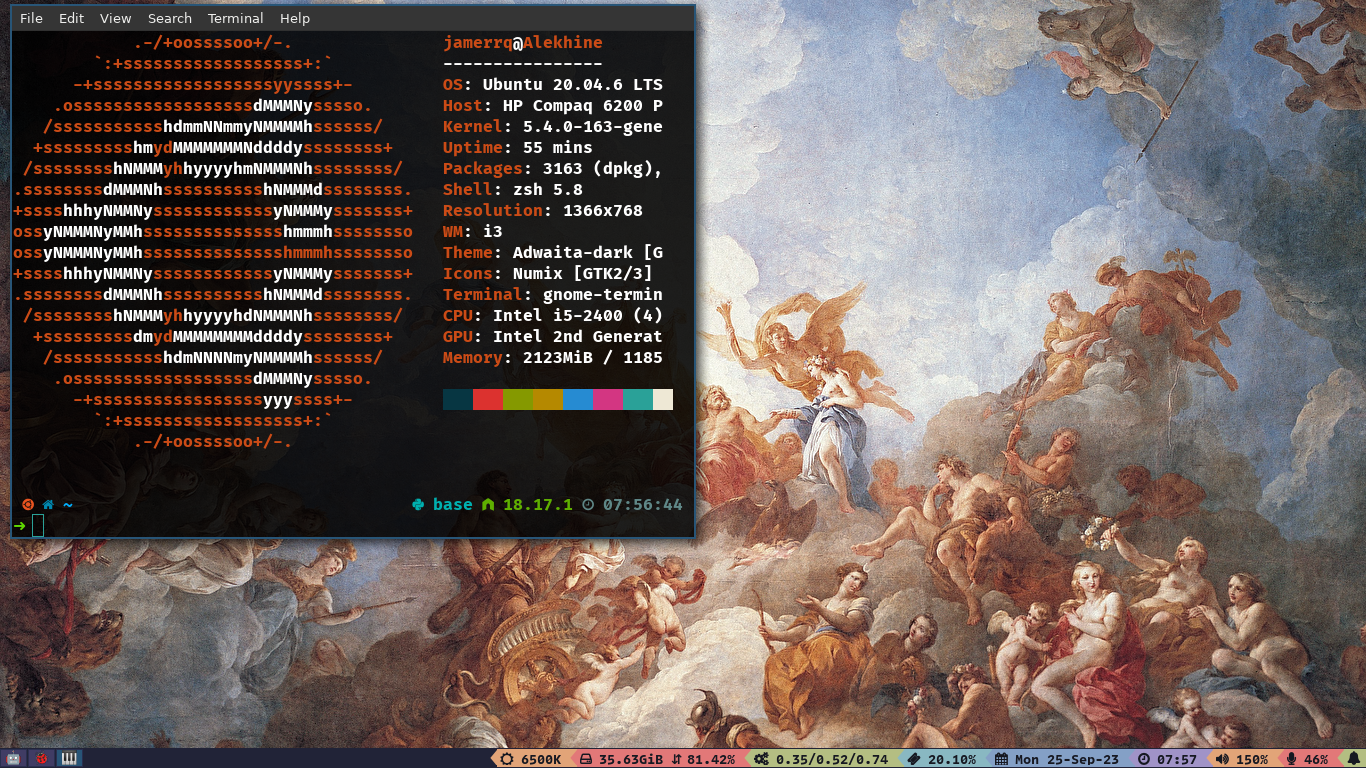 File Edit View Search Terminal Help
.-/+oossssoo+/-.
`:+ssssssssssssssssss+:`
-+ssssssssssssssssssyyssss+-
.ossssssssssssssssssdMMMNysssso.
/ssssssssssshdmmNNmmyNMMMMhssssss/
+ssssssssshmydMMMMMMMNddddyssssssss+
/sssssssshNMMMyhhyyyyhmNMMMNhssssssss/
.ssssssssdMMMNhsssssssssshNMMMdssssssss.
+sssshhhyNMMNyssssssssssssyNMMMysssssss+
ossyNMMMNyMMhsssssssssssssshmmmhssssssso
ossyNMMMNyMMhsssssssssssssshmmmhssssssso
+sssshhhyNMMNyssssssssssssyNMMMysssssss+
.ssssssssdMMMNhsssssssssshNMMMdssssssss.
/sssssssshNMMMyhhyyyyhdNMMMNhssssssss/
+sssssssssdmydMMMMMMMMddddyssssssss+
/ssssssssssshdmNNNNmyNMMMMhssssss/
.ossssssssssssssssssdMMMNysssso.
-+sssssssssssssssssyyyssss+-
`:+ssssssssssssssssss+:`
.-/+oossssoo+/-.
jamerrq@Alekhine
----------------
OS: Ubuntu 20.04.6 LTS
Host: HP Compaq 6200 P
Kernel: 5.4.0-163-gene
Uptime: 55 mins
Packages: 3163 (dpkg),
Shell: zsh 5.8
Resolution: 1366x768
WM: i3
Theme: Adwaita-dark [G
Icons: Numix [GTK2/3]
Terminal: gnome-termin
CPU: Intel i5-2400 (4)
GPU: Intel 2nd Generat
Memory: 2123MiB / 1185
~ base 18.17.1 07:56:44
➜
6500K 35.63GiB 81.42% 0.35/0.52/0.74 20.10% Mon 25-Sep-23 07:57 150% 46%